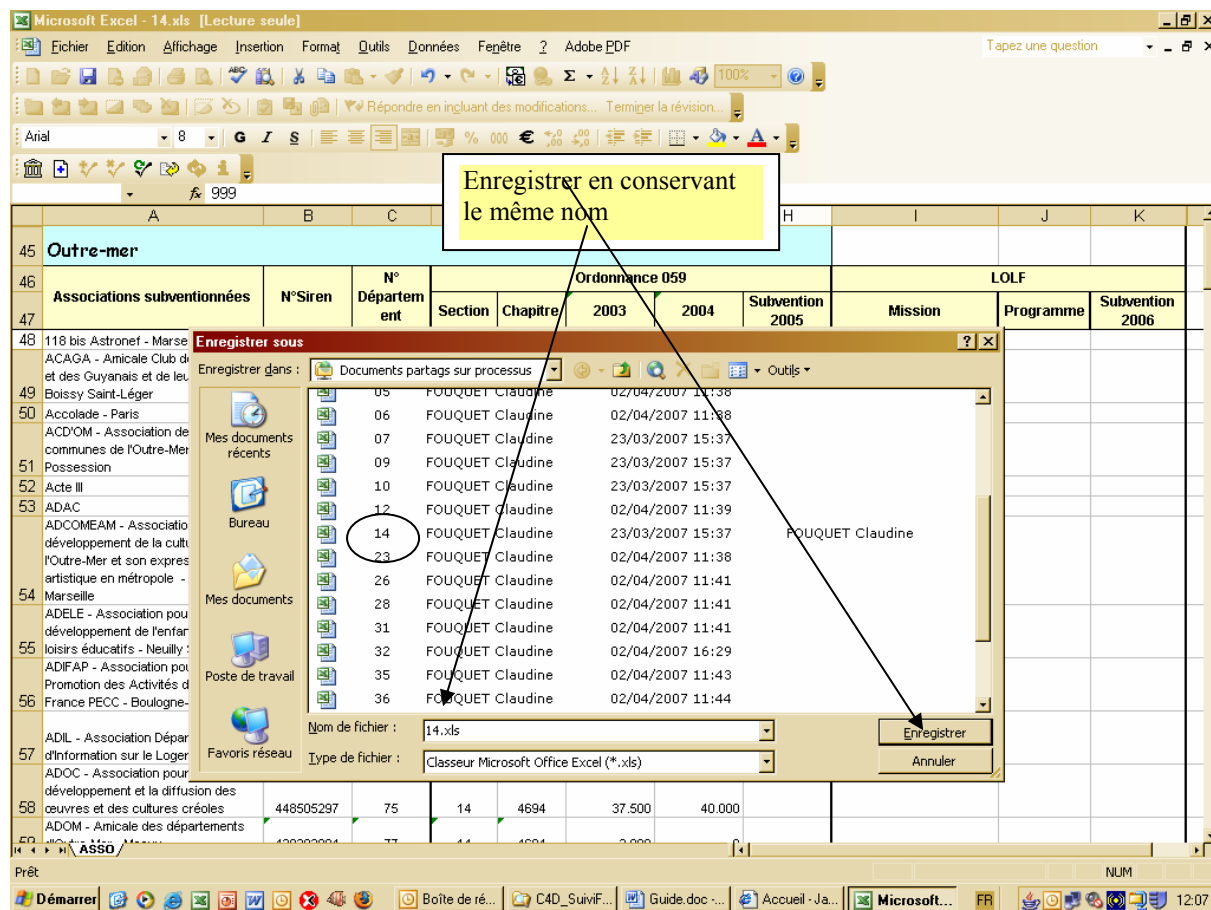 Microsoft Excel - 14.xls [Lecture seule]
Fichier Edition Affichage Insertion Format Outils Données Fenêtre ? Adobe PDF
Tapez une question
100%
Répondre en incluant des modifications... Terminer la révision...
Arial 8 G I S % 000 €
fx 999
Enregistrer en conservant
le même nom
A B C H I J K
45 Outre-mer
46 Associations subventionnées N°Siren N° Départem ent Ordonnance 059 LOLF
47 Section Chapitre 2003 2004 Subvention 2005 Mission Programme Subvention 2006
48 118 bis Astronef - Marse
ACAGA - Amicale Club d
et des Guyanais et de leu
49 Boissy Saint-Léger
50 Accolade - Paris
ACD'OM - Association de
communes de l'Outre-Mer
51 Possession
52 Acte III
53 ADAC
ADCOMEAM - Associatio
développement de la cultu
l'Outre-Mer et son expres
artistique en métropole -
54 Marseille
ADELE - Association pou
développement de l'enfan
55 loisirs éducatifs - Neuilly
ADIFAP - Association pou
Promotion des Activités d
56 France PECC - Boulogne-
ADIL - Association Dépar
57 d'Information sur le Loger
ADOC - Association pour
développement et la diffusion des
58 œuvres et des cultures créoles 448505297 75 14 4694 37.500 40.000
ADOM - Amicale des départements
Enregistrer sous
Enregistrer dans : Documents partags sur processus Outils
Mes documents récents
Bureau
Mes documents
Poste de travail
Favoris réseau
05 FOUQUET Claudine 02/04/2007 11:38
06 FOUQUET Claudine 02/04/2007 11:38
07 FOUQUET Claudine 23/03/2007 15:37
09 FOUQUET Claudine 23/03/2007 15:37
10 FOUQUET Claudine 23/03/2007 15:37
12 FOUQUET Claudine 02/04/2007 11:39
14 FOUQUET Claudine 23/03/2007 15:37 FOUQUET Claudine
23 FOUQUET Claudine 02/04/2007 11:38
26 FOUQUET Claudine 02/04/2007 11:41
28 FOUQUET Claudine 02/04/2007 11:41
31 FOUQUET Claudine 02/04/2007 11:41
32 FOUQUET Claudine 02/04/2007 16:29
35 FOUQUET Claudine 02/04/2007 11:43
36 FOUQUET Claudine 02/04/2007 11:44
Nom de fichier : 14.xls Enregistrer
Type de fichier : Classeur Microsoft Office Excel (*.xls) Annuler
ASSO
Prêt NUM
Démarrer Boîte de ré... C4D_SuiviF... Guide.doc -... Accueil - Ja... Microsoft... FR 12:07